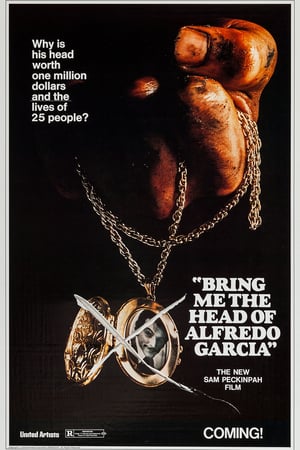 Why is
his head
worth
one million
dollars
and the
lives of
25 people?
"BRING
ME THE
HEAD OF
ALFREDO
GARCIA"
THE NEW
SAM PECKINPAH
FILM
United Artists
R
COMING!